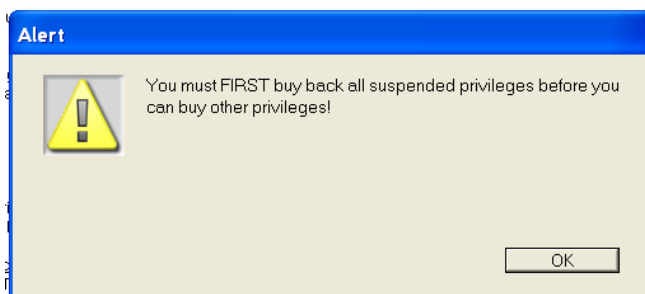 Alert
You must FIRST buy back all suspended privileges before you
can buy other privileges!
OK